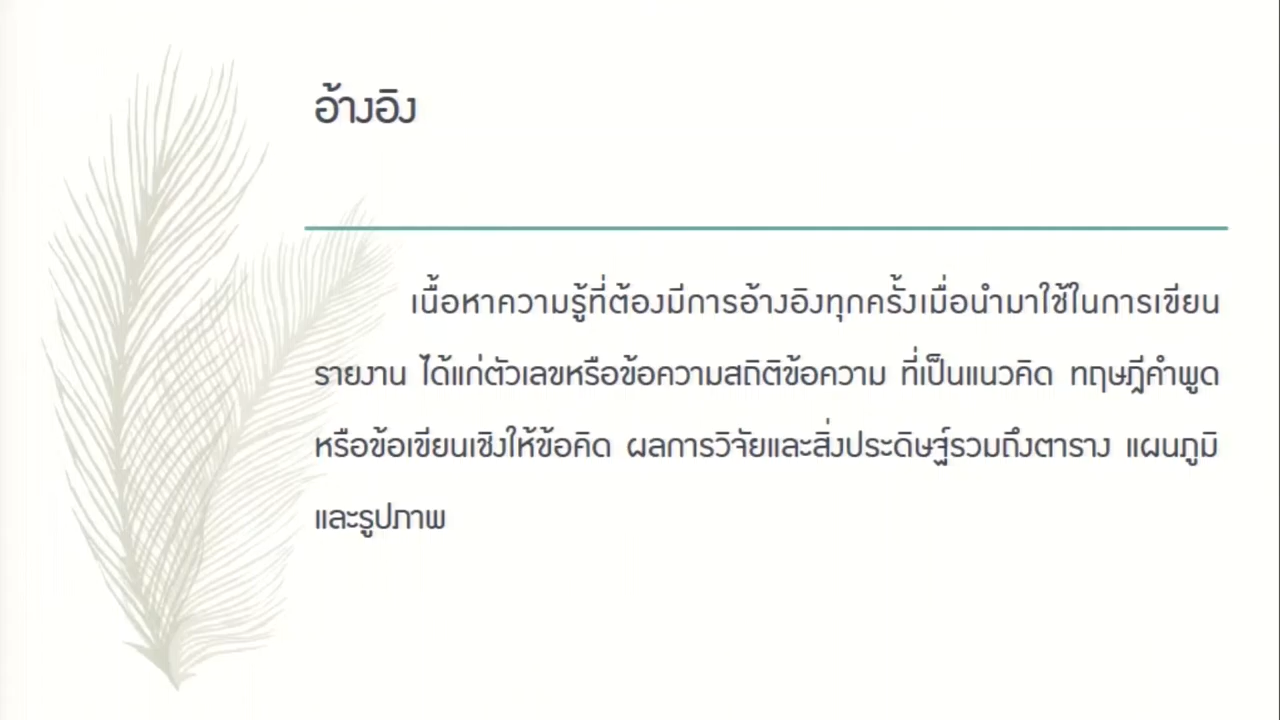 อ้างอิง
เนื้อหาความรู้ที่ต้องมีการอ้างอิงทุกครั้งเมื่อนำมาใช้ในการเขียน
รายงาน ได้แก่ตัวเลขหรือข้อความสถิติข้อความ ที่เป็นแนวคิด ทฤษฎีคำพูด
หรือข้อเขียนเชิงให้ข้อคิด ผลการวิจัยและสิ่งประดิษฐ์รวมถึงตาราง แผนภูมิ
และรูปภาพ